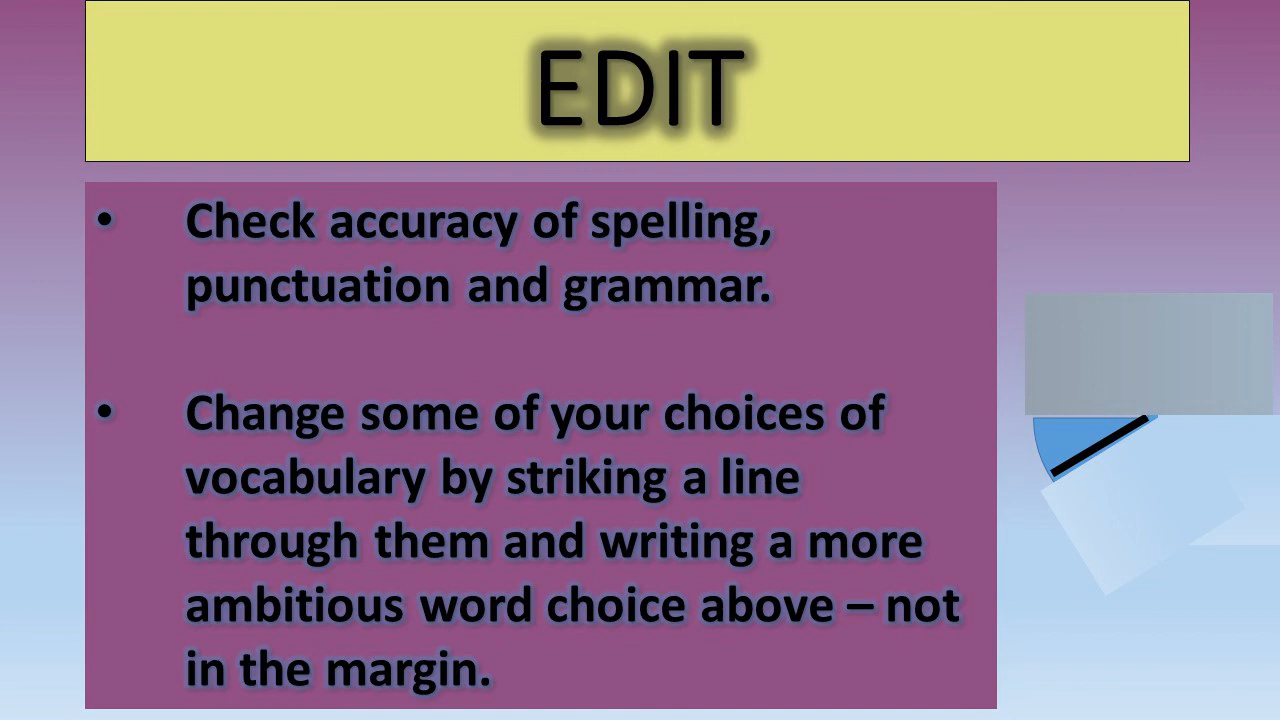 EDIT
• Check accuracy of spelling,
punctuation and grammar.
• Change some of your choices of
vocabulary by striking a line
through them and writing a more
ambitious word choice above – not
in the margin.